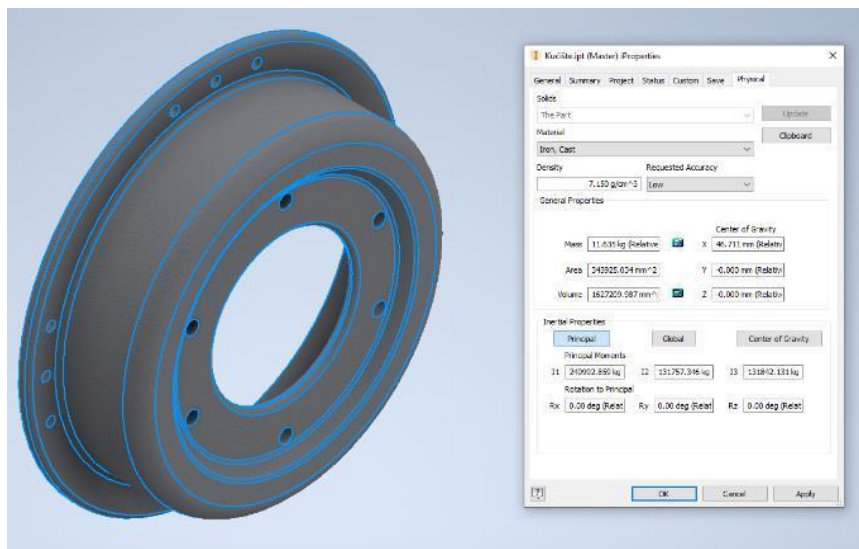 Kućište.ipt (Master) iProperties
General Summary Project Status Custom Save Physical
Solids
The Part Update
Material Clipboard
Iron, Cast
Density Requested Accuracy
7.150 g/cm^3 Low
General Properties
Center of Gravity
Mass 11.635 kg (Relative X 46.711 mm (Relativ
Area 343925.034 mm^2 Y -0.000 mm (Relativ
Volume 1627209.987 mm^ Z -0.000 mm (Relativ
Inertial Properties
Principal Global Center of Gravity
Principal Moments
I1 240992.859 kg I2 131757.346 kg I3 131842.131 kg
Rotation to Principal
Rx 0.00 deg (Relat Ry 0.00 deg (Relat Rz 0.00 deg (Relat
OK Cancel Apply